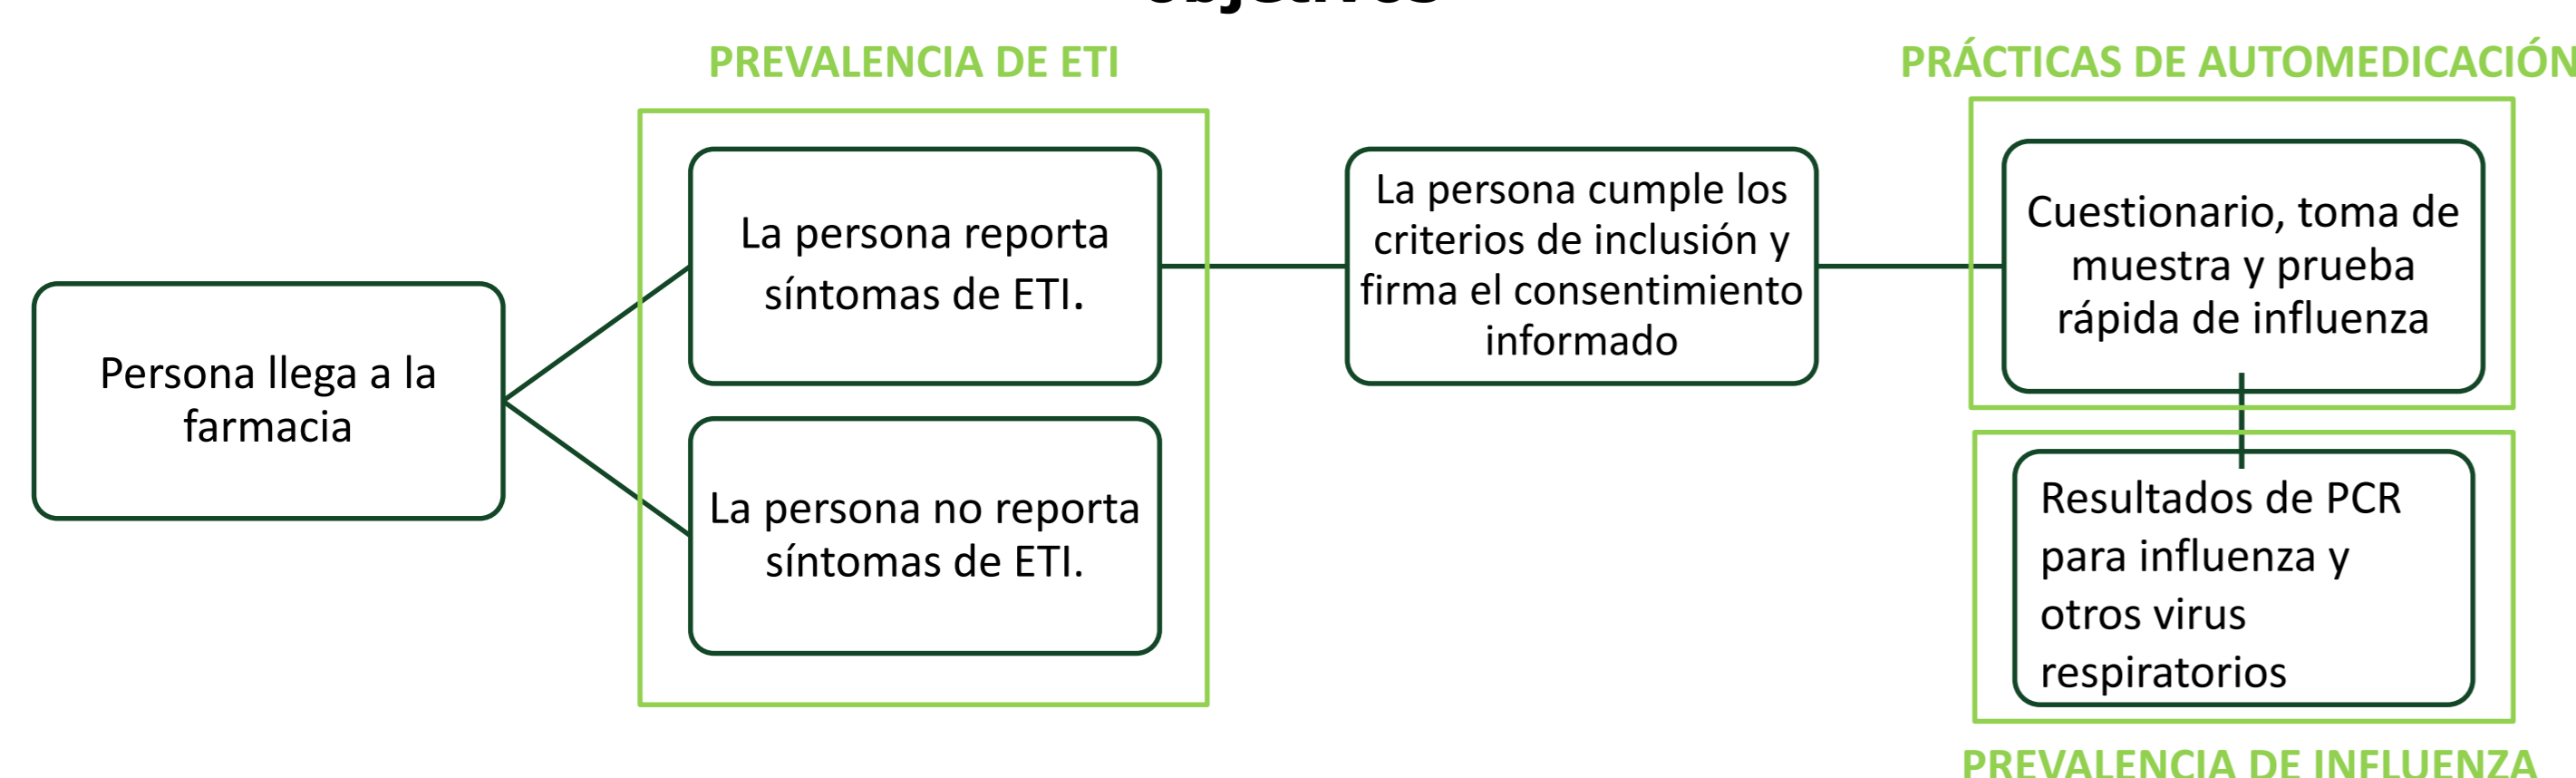 objetivos
PREVALENCIA DE ETI
PRÁCTICAS DE AUTOMEDICACIÓN
Persona llega a la
farmacia
La persona reporta
síntomas de ETI.
La persona no reporta
síntomas de ETI.
La persona cumple los
criterios de inclusión y
firma el consentimiento
informado
Cuestionario, toma de
muestra y prueba
rápida de influenza
Resultados de PCR
para influenza y
otros virus
respiratorios
PREVALENCIA DE INFLUENZA